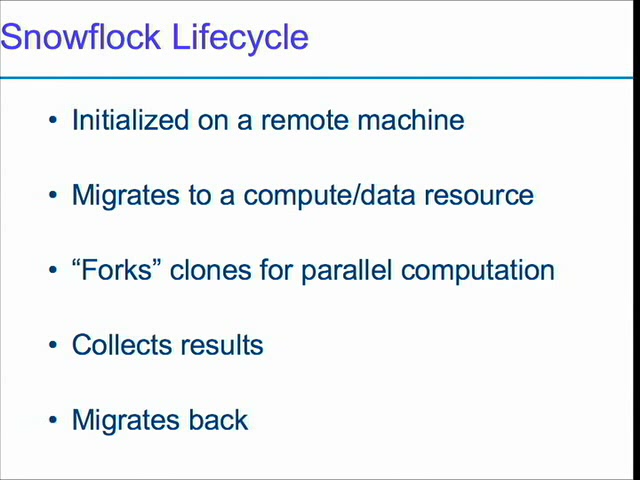 Snowflock Lifecycle
• Initialized on a remote machine
• Migrates to a compute/data resource
• “Forks” clones for parallel computation
• Collects results
• Migrates back